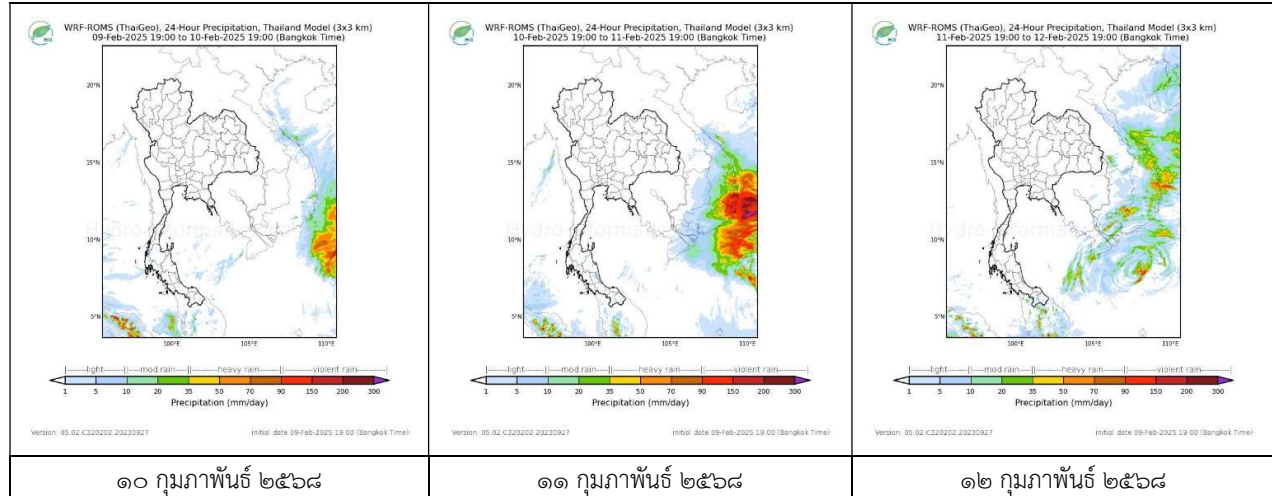 WRF-ROMS (ThaiGeo), 24-Hour Precipitation, Thailand Model (3x3 km)
09-Feb-2025 19:00 to 10-Feb-2025 19:00 (Bangkok Time)
20°N
15°N
10°N
5°N
100°E 105°E 110°E
light mod rain heavy rain violent rain
1 5 10 20 35 50 70 90 150 200 300
Precipitation (mm/day)
Version: 05.02.C320202.20230927 initial date 09-Feb-2025 19:00 (Bangkok Time)
๑๐ กุมภาพันธ์ ๒๕๖๘
WRF-ROMS (ThaiGeo), 24-Hour Precipitation, Thailand Model (3x3 km)
10-Feb-2025 19:00 to 11-Feb-2025 19:00 (Bangkok Time)
20°N
15°N
10°N
5°N
100°E 105°E 110°E
light mod rain heavy rain violent rain
1 5 10 20 35 50 70 90 150 200 300
Precipitation (mm/day)
Version: 05.02.C320202.20230927 initial date 09-Feb-2025 19:00 (Bangkok Time)
๑๑ กุมภาพันธ์ ๒๕๖๘
WRF-ROMS (ThaiGeo), 24-Hour Precipitation, Thailand Model (3x3 km)
11-Feb-2025 19:00 to 12-Feb-2025 19:00 (Bangkok Time)
20°N
15°N
10°N
5°N
100°E 105°E 110°E
light mod rain heavy rain violent rain
1 5 10 20 35 50 70 90 150 200 300
Precipitation (mm/day)
Version: 05.02.C320202.20230927 initial date 09-Feb-2025 19:00 (Bangkok Time)
๑๒ กุมภาพันธ์ ๒๕๖๘